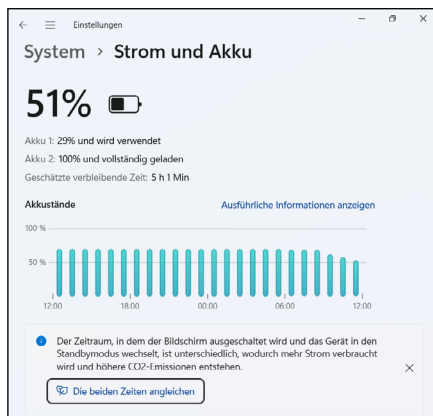 Einstellungen
System > Strom und Akku
51%
Akku 1: 29% und wird verwendet
Akku 2: 100% und vollständig geladen
Geschätzte verbleibende Zeit: 5 h 1 Min
Akkustände Ausführliche Informationen anzeigen
100 %
50 %
12:00 18:00 00:00 06:00 12:00
Der Zeitraum, in dem der Bildschirm ausgeschaltet wird und das Gerät in den
Standbymodus wechselt, ist unterschiedlich, wodurch mehr Strom verbraucht
wird und höhere CO2-Emissionen entstehen.
Die beiden Zeiten angleichen